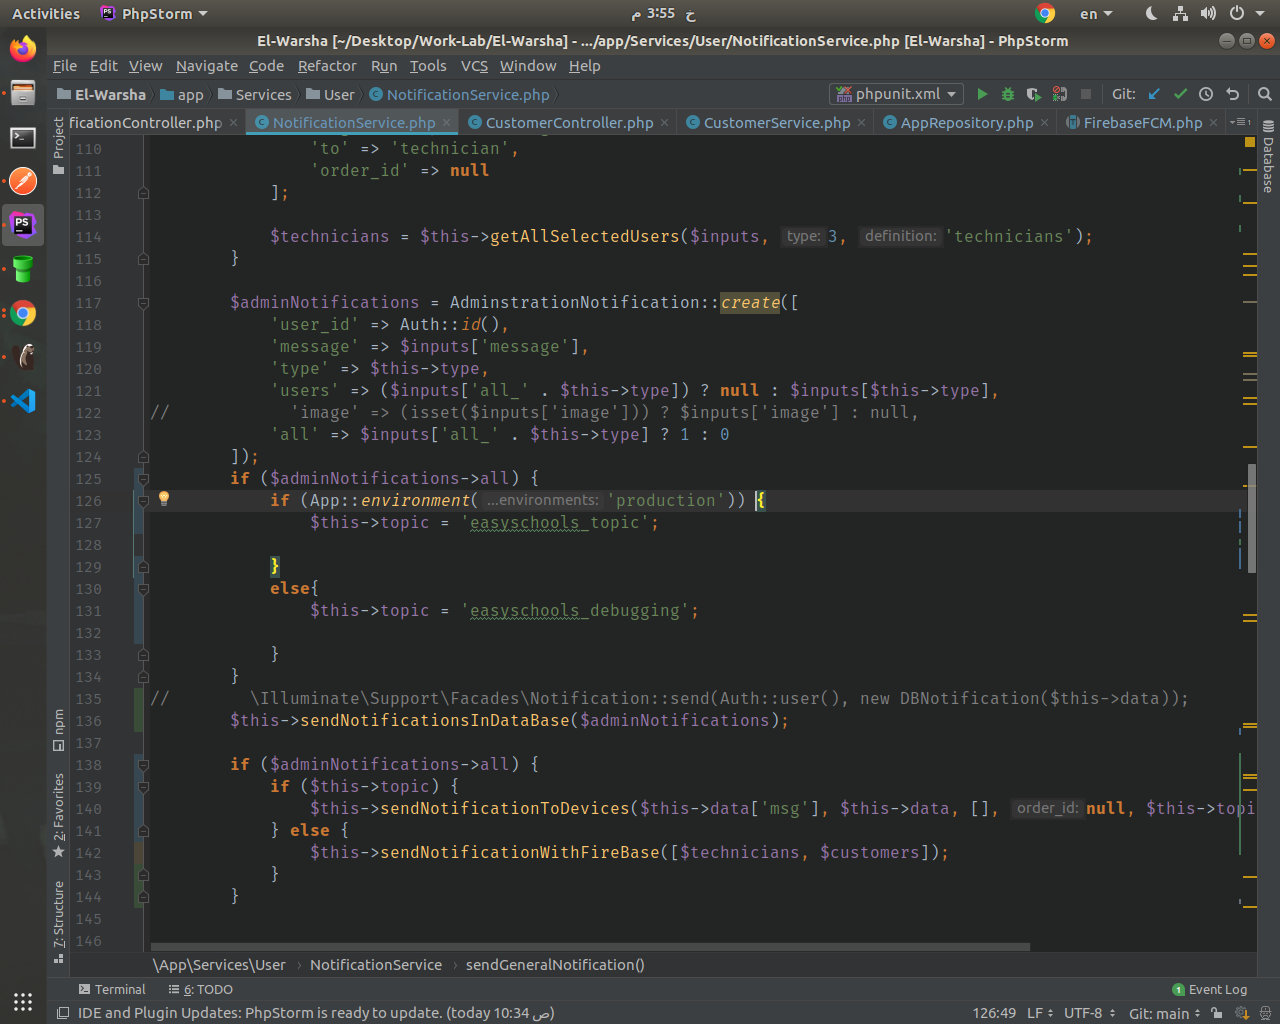 Activities PhpStorm خ 3:55 م en
El-Warsha [~/Desktop/Work-Lab/El-Warsha] - .../app/Services/User/NotificationService.php [El-Warsha] - PhpStorm
File Edit View Navigate Code Refactor Run Tools VCS Window Help
El-Warsha app Services User NotificationService.php phpunit.xml Git:
ficationController.php NotificationService.php CustomerController.php CustomerService.php AppRepository.php FirebaseFCM.php
Project
Database
110 'to' => 'technician',
111 'order_id' => null
112 ];
113
114 $technicians = $this->getAllSelectedUsers($inputs, type: 3, definition: 'technicians');
115 }
116
117 $adminNotifications = AdminstrationNotification::create([
118 'user_id' => Auth::id(),
119 'message' => $inputs['message'],
120 'type' => $this->type,
121 'users' => ($inputs['all_' . $this->type]) ? null : $inputs[$this->type],
122 // 'image' => (isset($inputs['image'])) ? $inputs['image'] : null,
123 'all' => $inputs['all_' . $this->type] ? 1 : 0
124 ]);
125 if ($adminNotifications->all) {
126 if (App::environment( ...environments: 'production')) {
127 $this->topic = 'easyschools_topic';
128
129 }
130 else{
131 $this->topic = 'easyschools_debugging';
132
133 }
134 }
135 // \Illuminate\Support\Facades\Notification::send(Auth::user(), new DBNotification($this->data));
136 $this->sendNotificationsInDataBase($adminNotifications);
137
138 if ($adminNotifications->all) {
139 if ($this->topic) {
140 $this->sendNotificationToDevices($this->data['msg'], $this->data, [], order_id: null, $this->topi
141 } else {
142 $this->sendNotificationWithFireBase([$technicians, $customers]);
143 }
144 }
145
146
npm
2: Favorites
7: Structure
\App\Services\User › NotificationService › sendGeneralNotification()
Terminal 6: TODO 1 Event Log
IDE and Plugin Updates: PhpStorm is ready to update. (today 10:34 ص) 126:49 LF UTF-8 Git: main